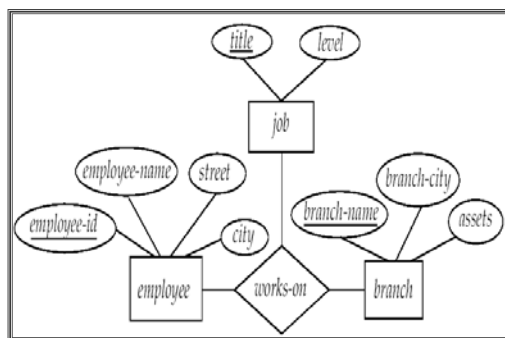 title
level
job
employee-name
street
branch-city
employee-id
branch-name
assets
city
employee
works-on
branch